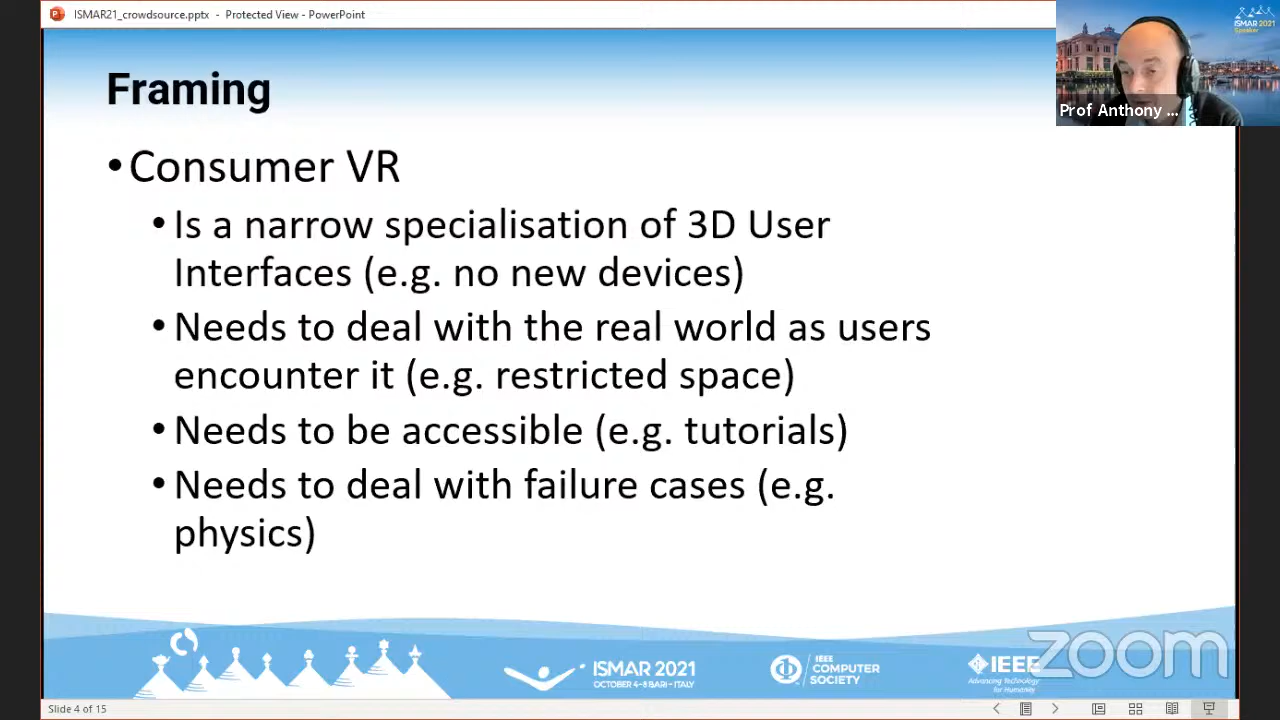 ISMAR21_crowdsource.pptx - Protected View - PowerPoint
ISMAR 2021
Speaker
Prof Anthony ...
Framing
•Consumer VR
•Is a narrow specialisation of 3D User
Interfaces (e.g. no new devices)
•Needs to deal with the real world as users
encounter it (e.g. restricted space)
•Needs to be accessible (e.g. tutorials)
•Needs to deal with failure cases (e.g.
physics)
ISMAR 2021
OCTOBER 4-8 BARI - ITALY
IEEE
COMPUTER
SOCIETY
IEEE
Advancing Technology
for Humanity
zoom
Slide 4 of 15